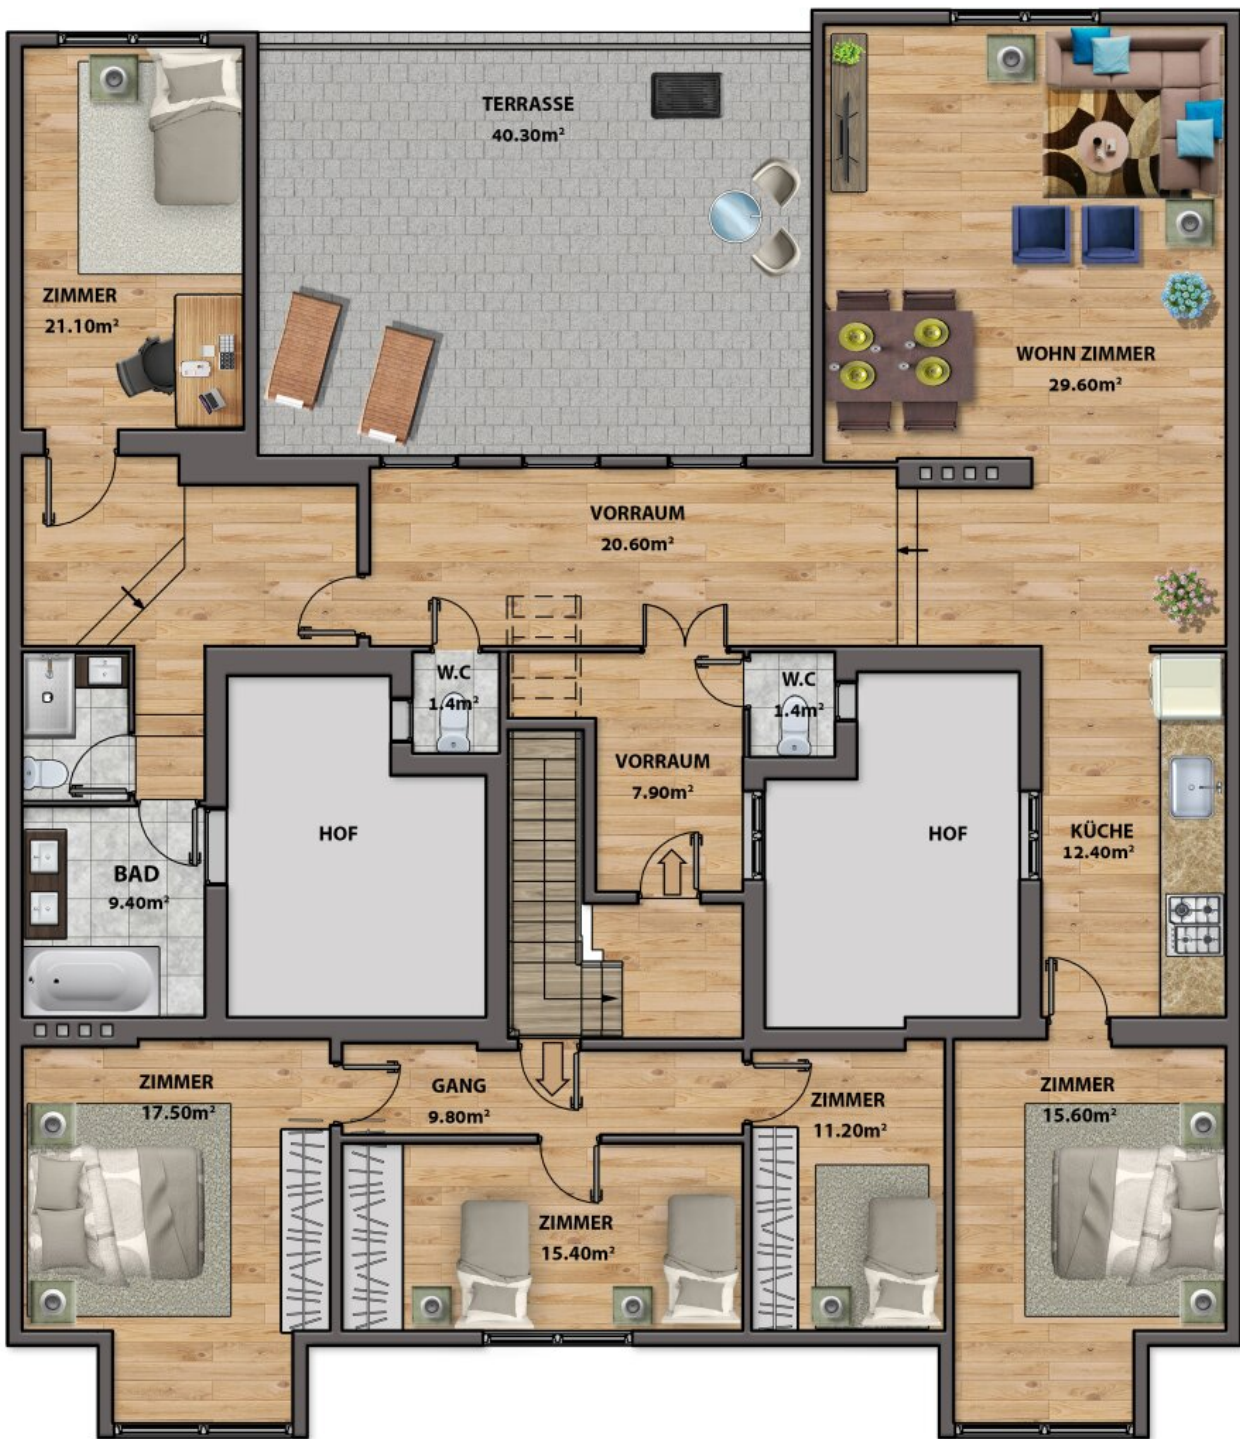 TERRASSE
40.30m²
ZIMMER
21.10m²
WOHN ZIMMER
29.60m²
VORRAUM
20.60m²
W.C
1.4m²
W.C
1.4m²
VORRAUM
7.90m²
HOF
HOF
KÜCHE
12.40m²
BAD
9.40m²
ZIMMER
17.50m²
GANG
9.80m²
ZIMMER
11.20m²
ZIMMER
15.60m²
ZIMMER
15.40m²